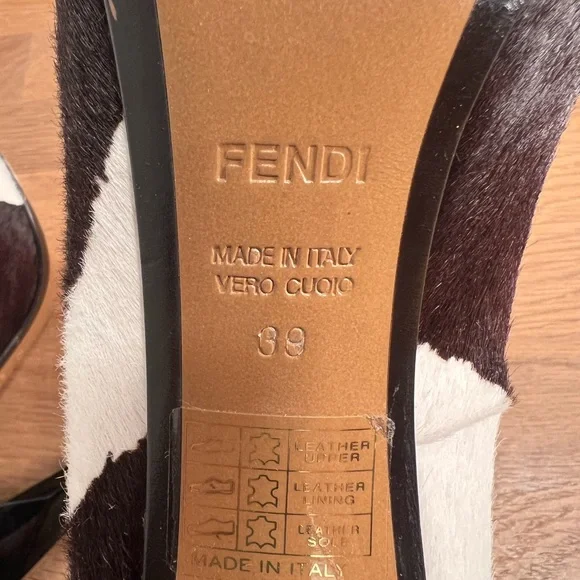 FENDI
MADE IN ITALY
VERO CUOIO
39
LEATHER
UPPER
LEATHER
LINING
LEATHER
SOLE
MADE IN ITALY